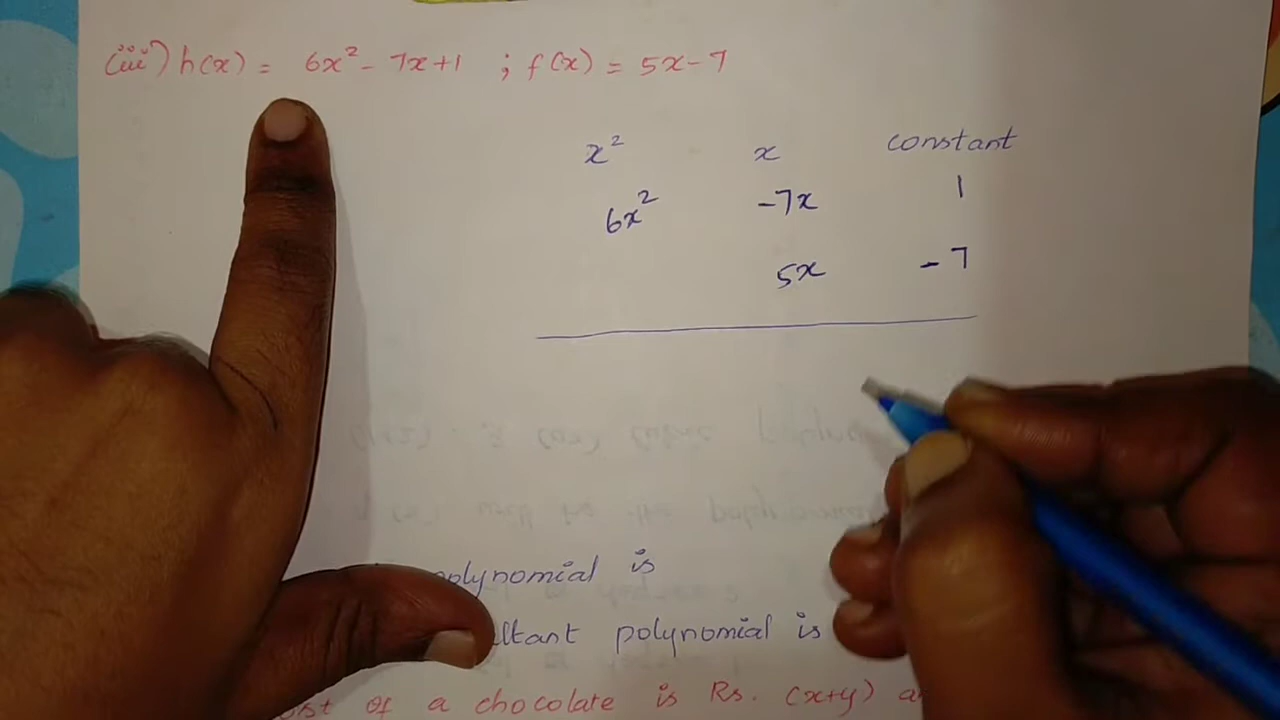 (iii) h(x) = 6x² - 7x+1 ; f(x) = 5x-7
x² x constant
6x² -7x 1
5x -7
polynomial is
polynomial is
of a chocolate is Rs. (x+y)